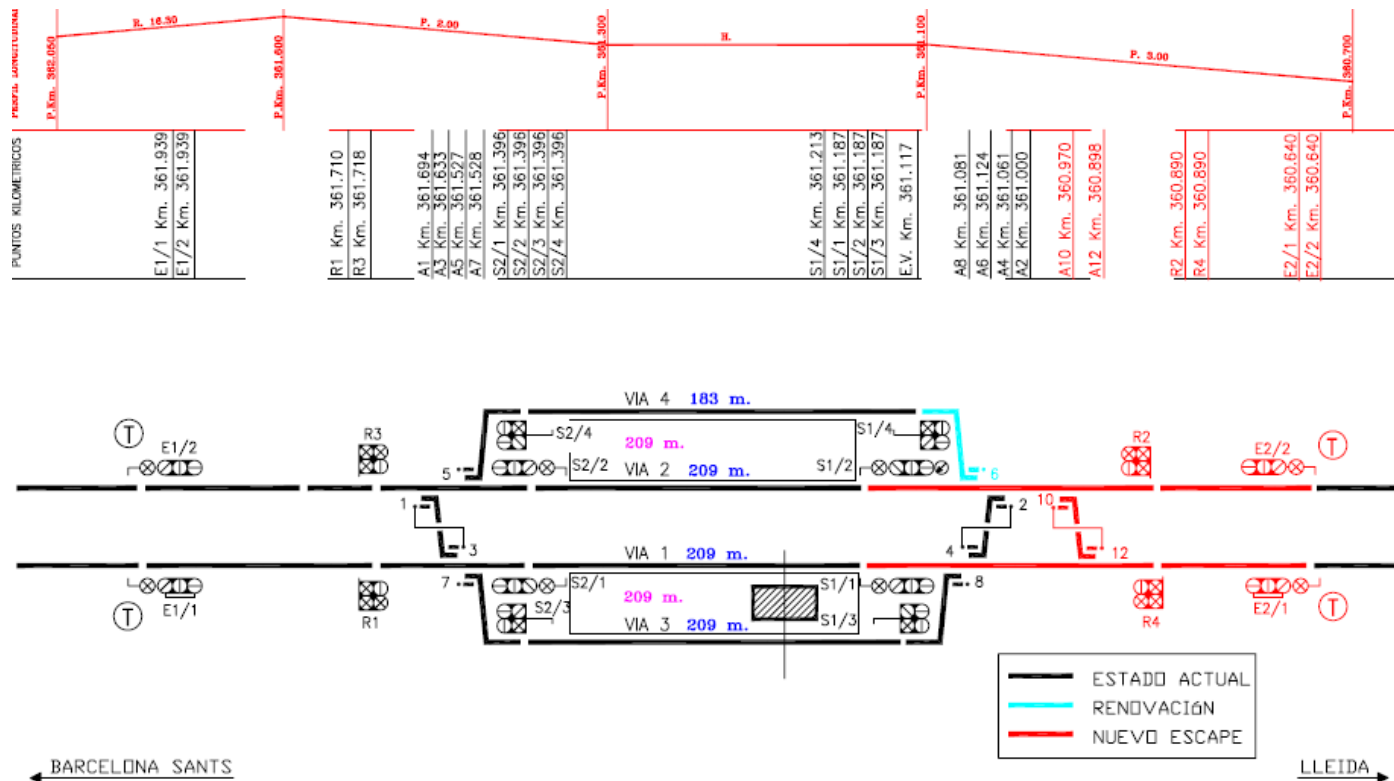 PERFIL LONGITUDINAL
R. 16.30
P. 2.00
H.
P. 3.00
P.Km. 362.050
P.Km. 361.600
P.Km. 361.300
P.Km. 361.100
P.Km. 360.700
PUNTOS KILOMETRICOS
E1/1 Km. 361.939
E1/2 Km. 361.939
R1 Km. 361.710
R3 Km. 361.718
A1 Km. 361.694
A3 Km. 361.633
A5 Km. 361.527
A7 Km. 361.528
S2/1 Km. 361.396
S2/2 Km. 361.396
S2/3 Km. 361.396
S2/4 Km. 361.396
S1/4 Km. 361.213
S1/1 Km. 361.187
S1/2 Km. 361.187
S1/3 Km. 361.187
E.V. Km. 361.117
A8 Km. 361.081
A6 Km. 361.124
A4 Km. 361.061
A2 Km. 361.000
A10 Km. 360.970
A12 Km. 360.898
R2 Km. 360.890
R4 Km. 360.890
E2/1 Km. 360.640
E2/2 Km. 360.640
VIA 4 183 m.
T E1/2 R3 S2/4 209 m. S1/4 R2 E2/2 T
5 S2/2 VIA 2 209 m. S1/2 6
1 2 10
3 VIA 1 209 m. 4 12
7 S2/1 S1/1 8
T E1/1 R1 S2/3 209 m. S1/3 R4 E2/1 T
VIA 3 209 m.
ESTADO ACTUAL
RENOVACIÓN
NUEVO ESCAPE
BARCELONA SANTS
LLEIDA